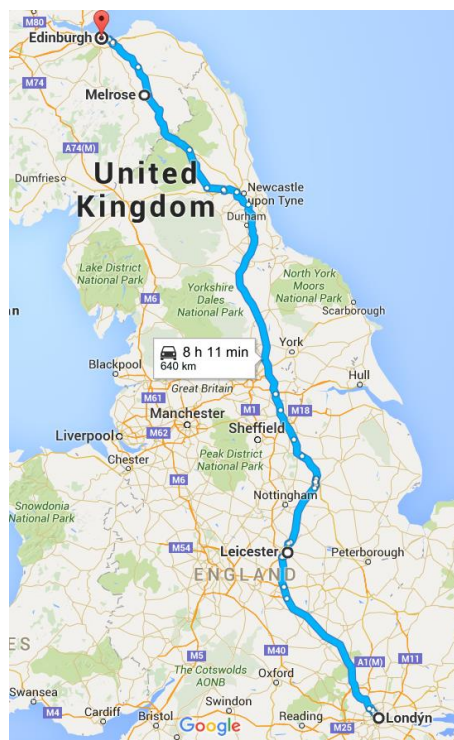 M80
Edinburgh
Melrose
M74
A74(M)
United
Kingdom
Dumfries
Newcastle
upon Tyne
Durham
Lake District
National Park
North York
Moors
National Park
Yorkshire
Dales
National Park
M6
Scarborough
8 h 11 min
640 km
York
Blackpool
Great Britain
Hull
M61
M1
M18
Manchester
Liverpool
M62
Sheffield
Chester
Peak District
National Park
M6
Snowdonia
National Park
Nottingham
M54
Leicester
Peterborough
ENGLAND
M5
M40
A1(M)
M11
The Cotswolds
AONB
Oxford
Swansea
M4
Cardiff
Bristol
Swindon
Reading
M25
Londýn
Google